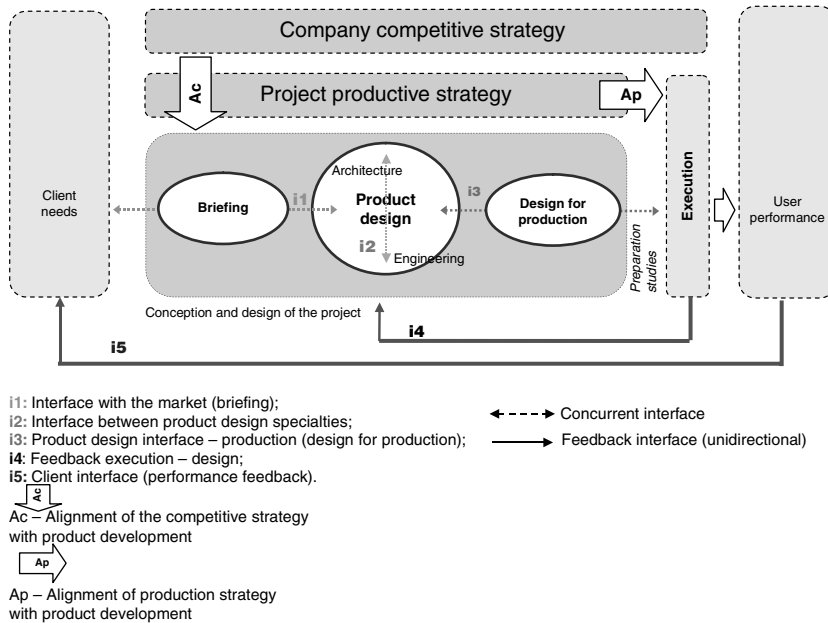 Company competitive strategy
Ac
Project productive strategy
Ap
Client
needs
Briefing
i1
Architecture
Product
design
i2
Engineering
i3
Design for
production
Preparation
studies
Execution
User
performance
Conception and design of the project
i4
i5
i1: Interface with the market (briefing);
i2: Interface between product design specialties;
i3: Product design interface – production (design for production);
i4: Feedback execution – design;
i5: Client interface (performance feedback).
Concurrent interface
Feedback interface (unidirectional)
Ac
Ac – Alignment of the competitive strategy
with product development
Ap
Ap – Alignment of production strategy
with product development